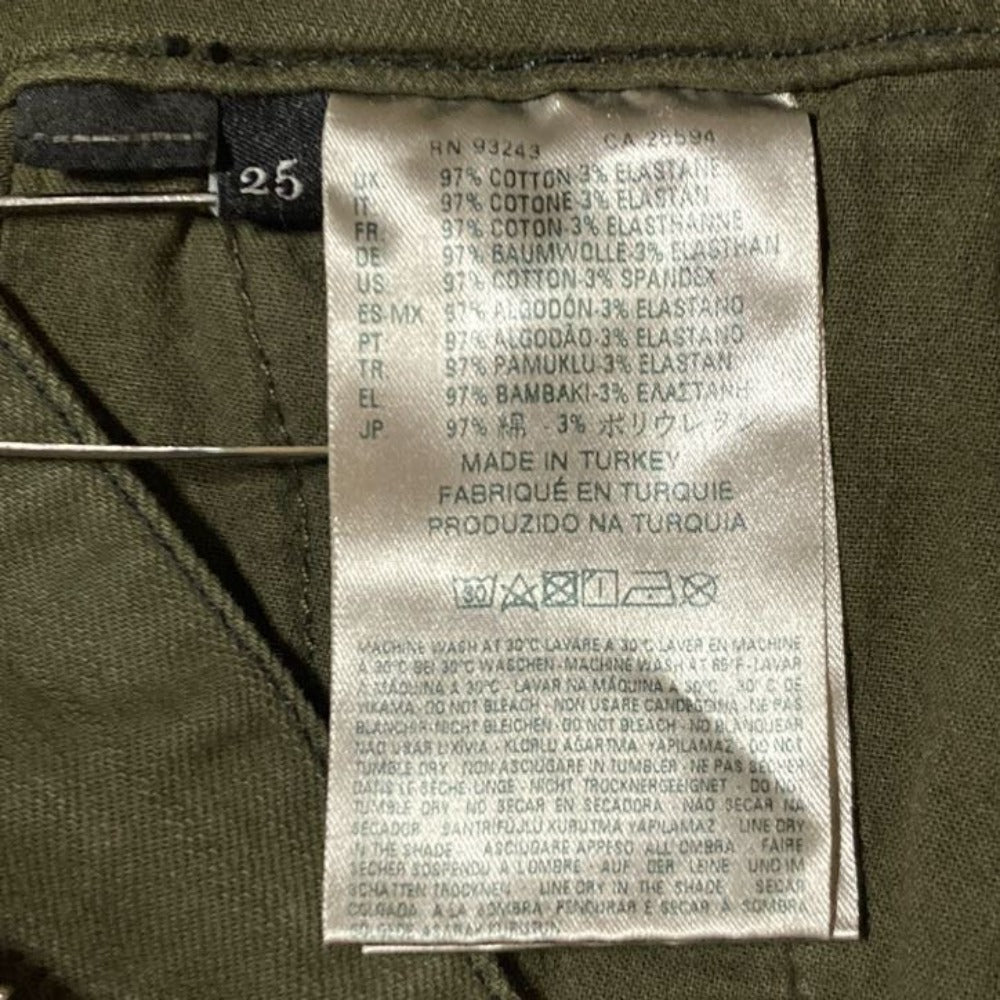 25
RN 93243 CA 26594
UK 97% COTTON-3% ELASTANE
IT 97% COTONE-3% ELASTAN
FR 97% COTON-3% ELASTHANNE
DE 97% BAUMWOLLE-3% ELASTHAN
US 97% COTTON-3% SPANDEX
ES-MX 97% ALGODÓN-3% ELASTANO
PT 97% ALGODÃO-3% ELASTANO
TR 97% PAMUKLU-3% ELASTAN
EL 97% BAMBAKI-3% ΕΛΑΣΤΑΝΗ
JP 97% 綿 - 3% ポリウレタン
MADE IN TURKEY
FABRIQUÉ EN TURQUIE
PRODUZIDO NA TURQUIA
30
MACHINE WASH AT 30°C LAVARE A 30°C LAVER EN MACHINE
A 30°C-BEI 30°C WASCHEN-MACHINE WASH AT 85°F-LAVAR
A MÁQUINA A 30°C - LAVAR NA MÁQUINA A 30°C - 30°C DE
YIKAMA - DO NOT BLEACH - NON USARE CANDEGGINA - NE PAS
BLANCHIR-NICHT BLEICHEN - DO NOT BLEACH - NO BLANQUEAR
NÃO USAR LIXÍVIA - KLORLU AĞARTMA YAPILAMAZ - DO NOT
TUMBLE DRY NON ASCIUGARE IN TUMBLER - NE PAS SECHER
DANS LE SÈCHE-LINGE - NICHT TROCKNERGEEIGNET - DO NOT
TUMBLE DRY NO SECAR EN SECADORA - NÃO SECAR NA
SECADOR - SANTRIFÜJLÜ KURUTMA YAPILAMAZ LINE DRY
IN THE SHADE - ASCIUGARE APPESO ALL'OMBRA - FAIRE
SÉCHER SUSPENDU A L'OMBRE - AUF DER LEINE UND IM
SCHATTEN TROCKNEN - LINE DRY IN THE SHADE - SECAR
COLGADA A LA SOMBRA - PENDURAR E SECAR À SOMBRA